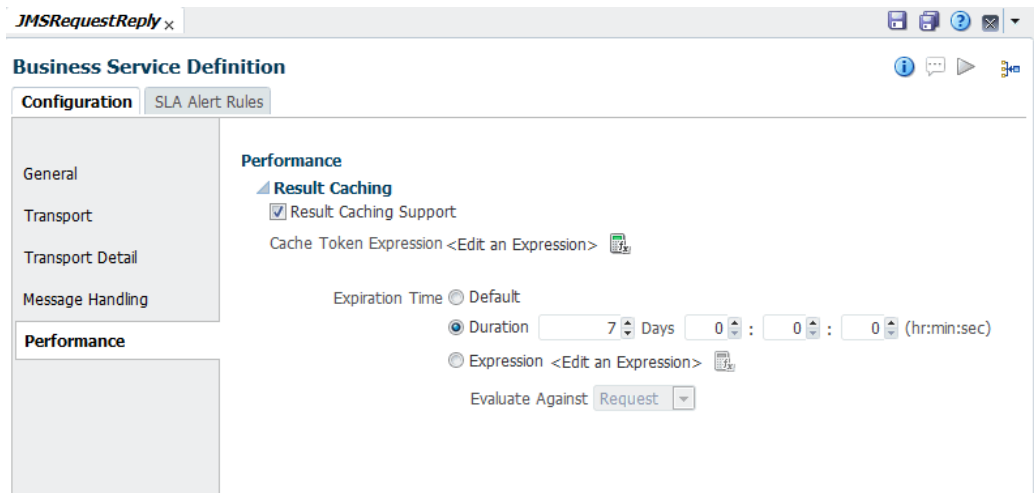 JMSRequestReply
Business Service Definition
Configuration SLA Alert Rules
General
Transport
Transport Detail
Message Handling
Performance
Performance
Result Caching
Result Caching Support
Cache Token Expression <Edit an Expression>
Expiration Time Default
Duration 7 Days 0 : 0 : 0 (hr:min:sec)
Expression <Edit an Expression>
Evaluate Against Request